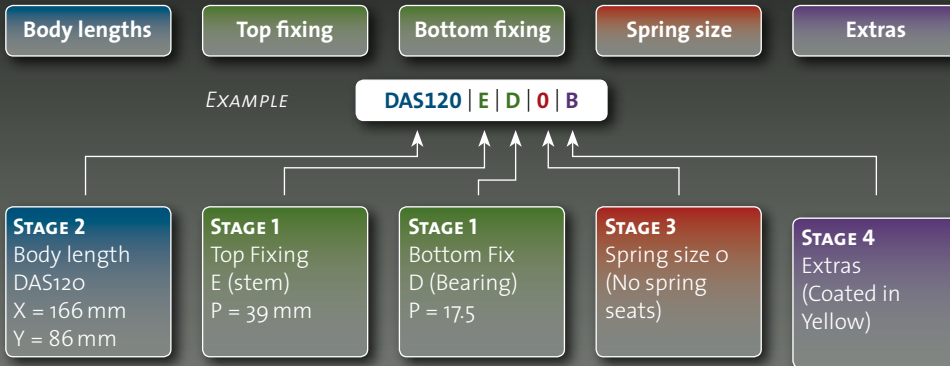 Body lengths
Top fixing
Bottom fixing
Spring size
Extras
EXAMPLE
DAS120 | E | D | 0 | B
STAGE 2
Body length
DAS120
X = 166 mm
Y = 86 mm
STAGE 1
Top Fixing
E (stem)
P = 39 mm
STAGE 1
Bottom Fix
D (Bearing)
P = 17.5
STAGE 3
Spring size 0
(No spring
seats)
STAGE 4
Extras
(Coated in
Yellow)